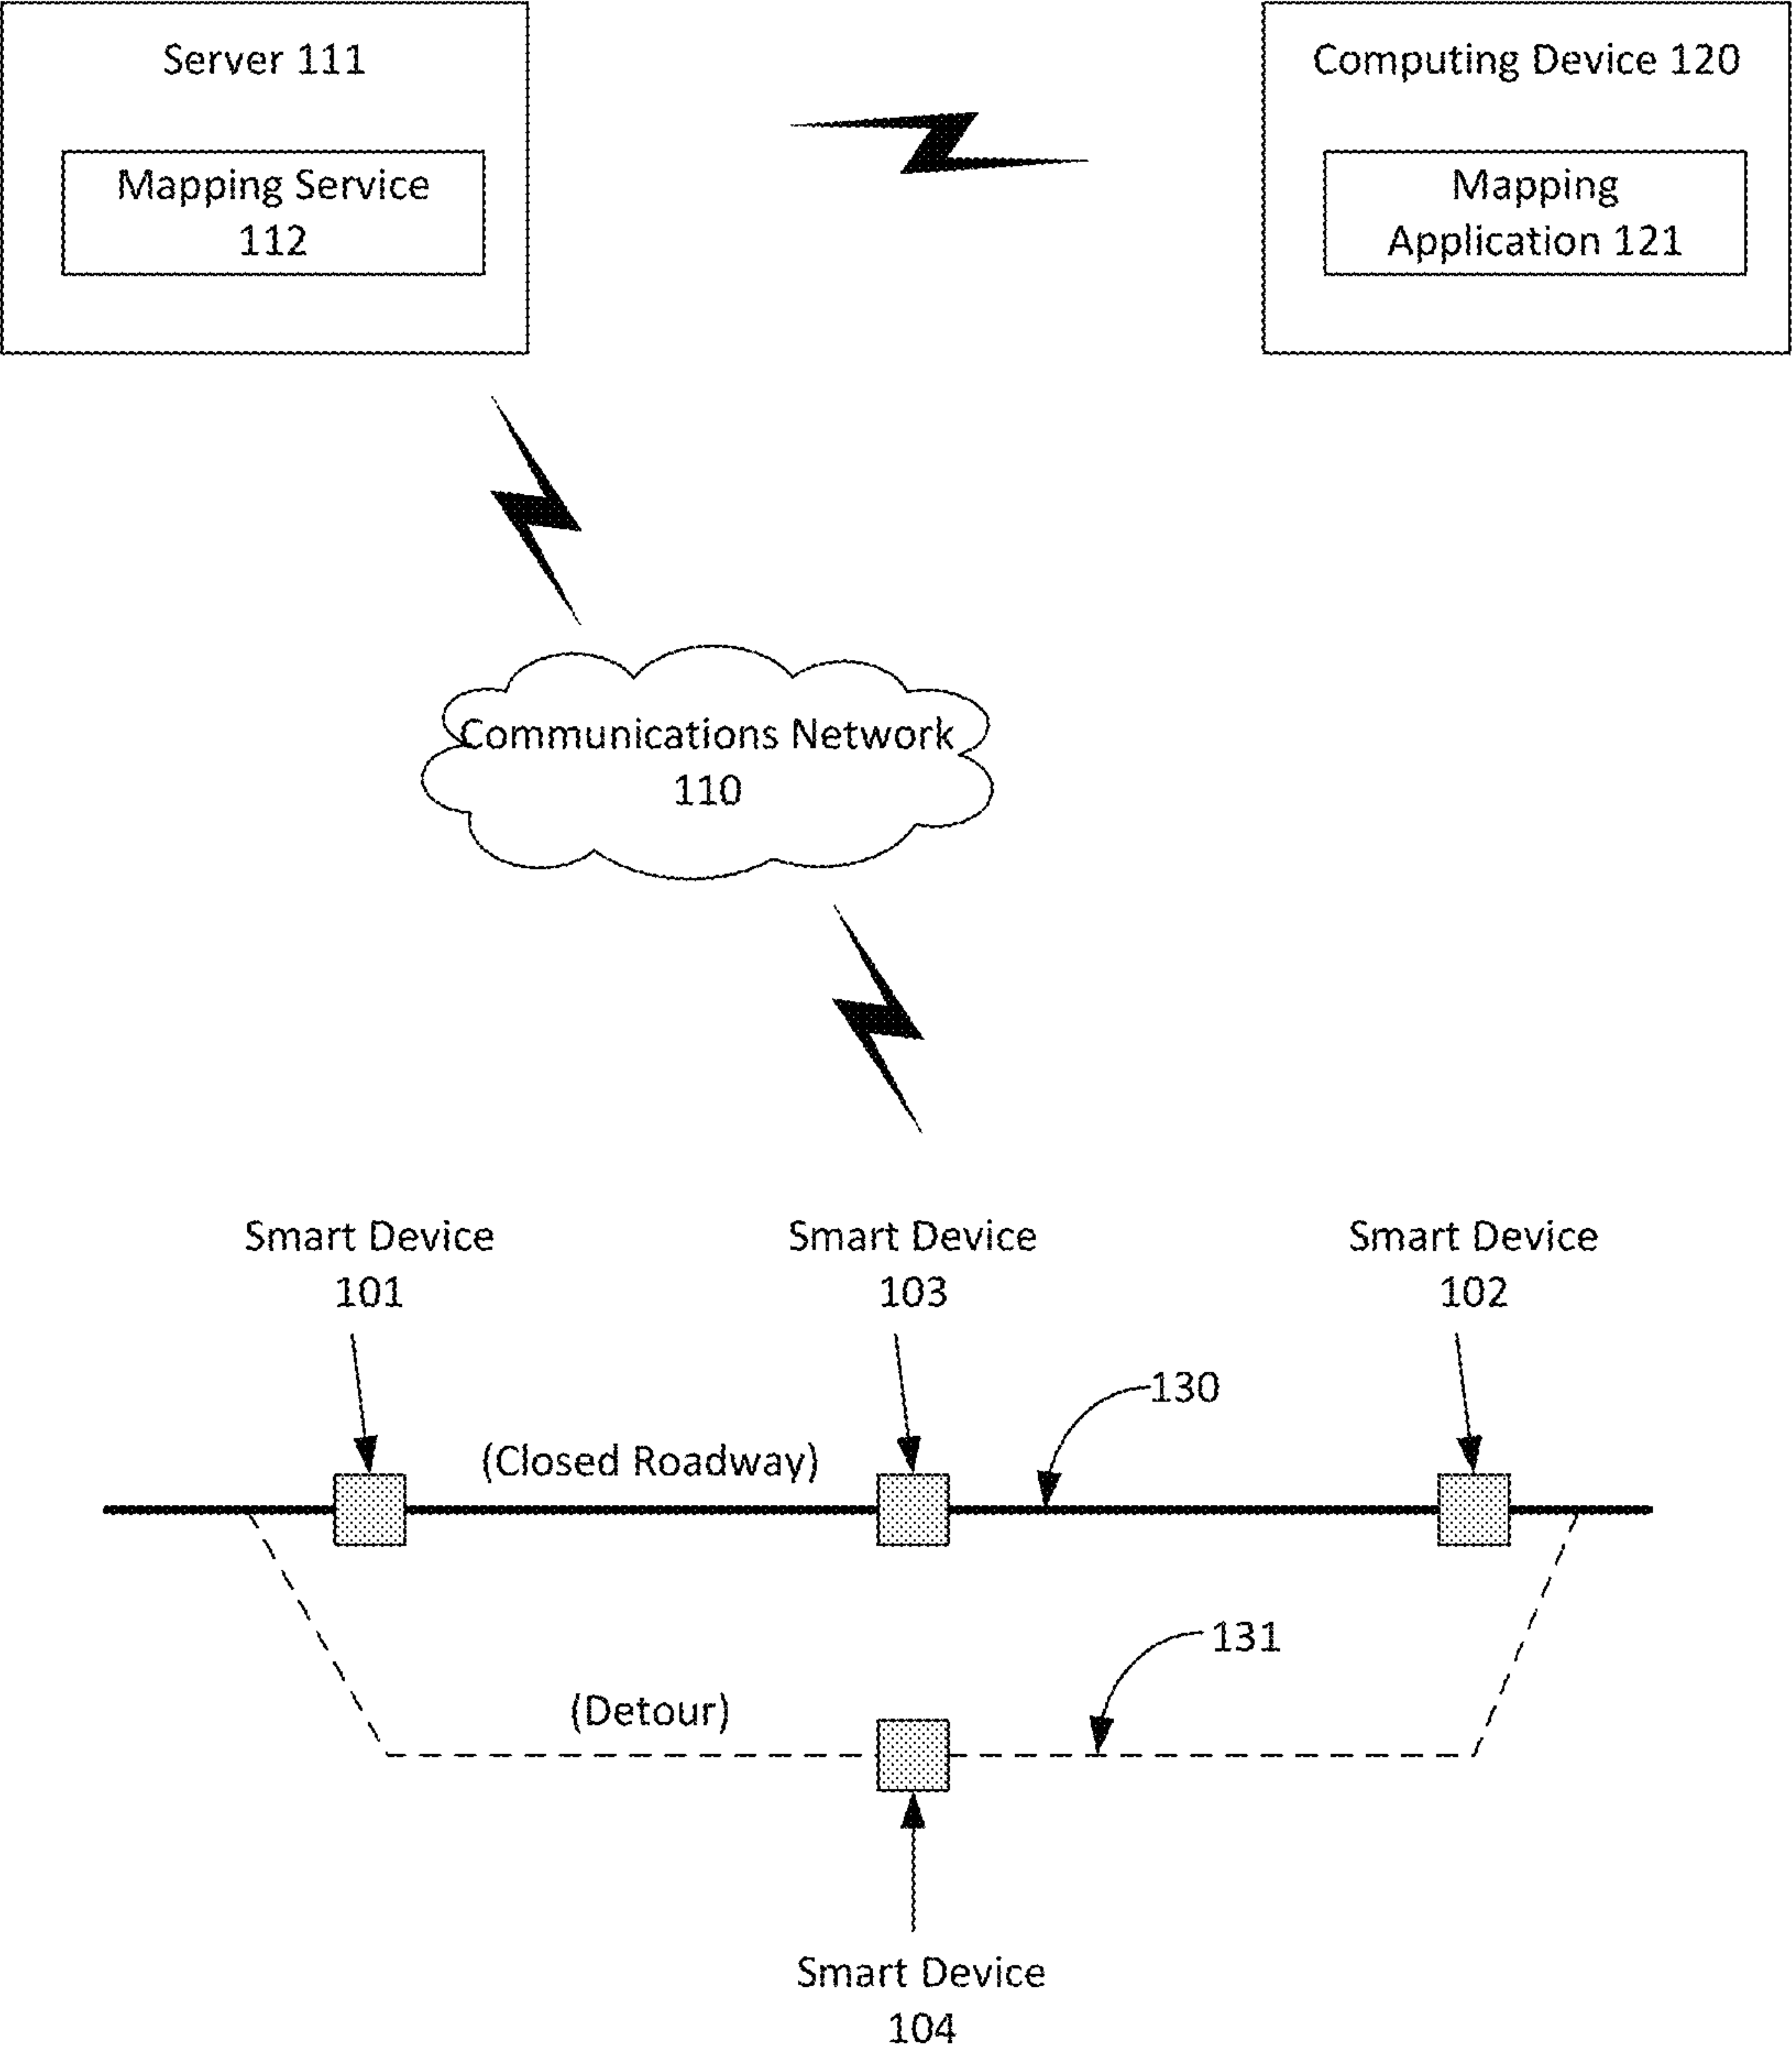 Server 111
Mapping Service
112
Computing Device 120
Mapping
Application 121
Communications Network
110
Smart Device
101
Smart Device
103
Smart Device
102
130
(Closed Roadway)
131
(Detour)
Smart Device
104